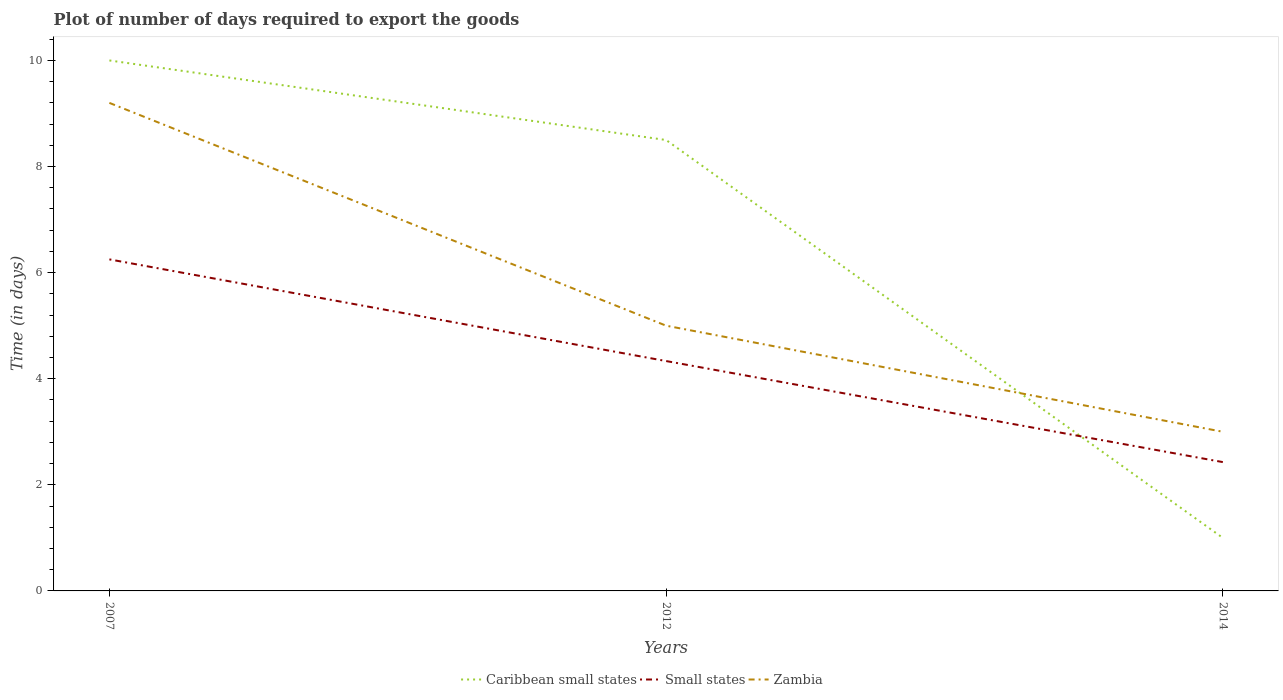 Plot of number of days required to export the goods
Time (in days)
10
8
6
4
2
0
2007
2012
2014
Years
Caribbean small states
Small states
Zambia